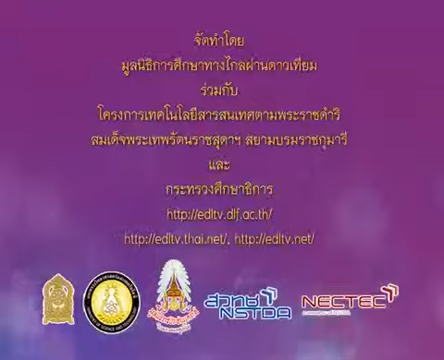 จัดทำโดย
มูลนิธิการศึกษาทางไกลผ่านดาวเทียม
ร่วมกับ
โครงการเทคโนโลยีสารสนเทศตามพระราชดำริ
สมเด็จพระเทพรัตนราชสุดาฯ สยามบรมราชกุมารี
และ
กระทรวงศึกษาธิการ
http://edltv.dlf.ac.th/
http://edltv.thai.net/, http://edltv.net/
สวทช
NSTDA
NECTEC